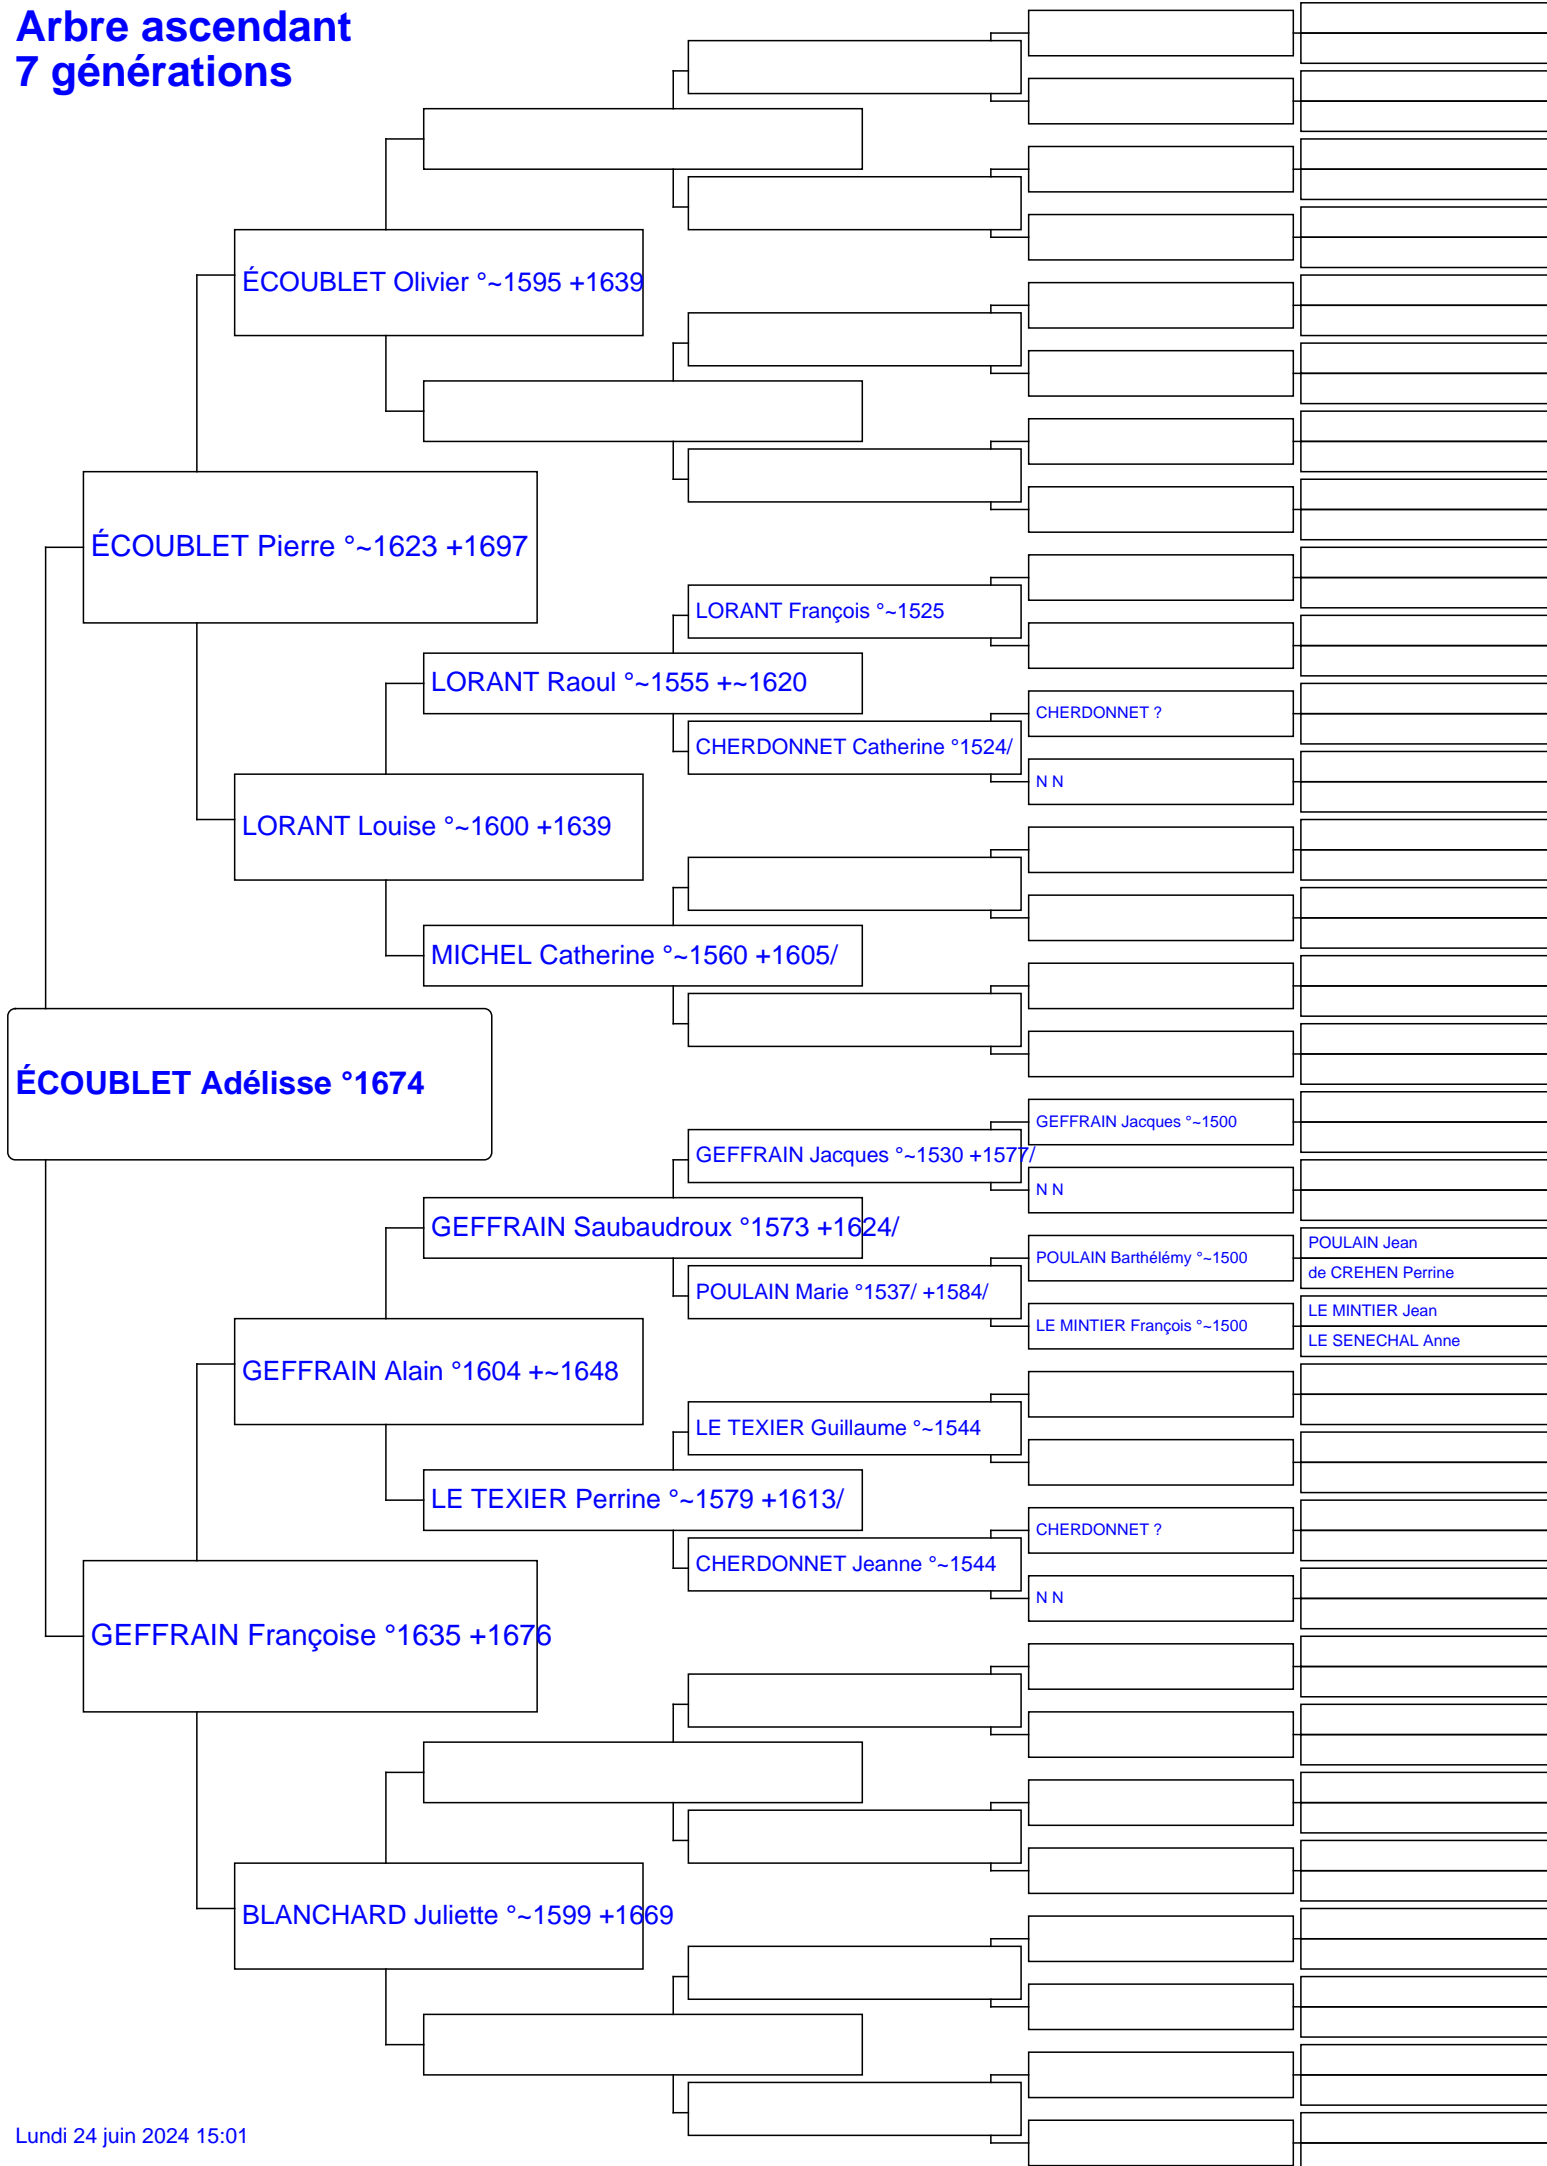 Arbre ascendant
7 générations
ÉCOUBLET Olivier °~1595 +1639
ÉCOUBLET Pierre °~1623 +1697
LORANT François °~1525
LORANT Raoul °~1555 +~1620
CHERDONNET ?
CHERDONNET Catherine °1524/
N N
LORANT Louise °~1600 +1639
MICHEL Catherine °~1560 +1605/
ÉCOUBLET Adélisse °1674
GEFFRAIN Jacques °~1500
GEFFRAIN Jacques °~1530 +1577/
N N
GEFFRAIN Saubaudroux °1573 +1624/
POULAIN Jean
POULAIN Barthélémy °~1500
de CREHEN Perrine
POULAIN Marie °1537/ +1584/
LE MINTIER Jean
LE MINTIER François °~1500
LE SENECHAL Anne
GEFFRAIN Alain °1604 +~1648
LE TEXIER Guillaume °~1544
LE TEXIER Perrine °~1579 +1613/
CHERDONNET ?
CHERDONNET Jeanne °~1544
N N
GEFFRAIN Françoise °1635 +1676
BLANCHARD Juliette °~1599 +1669
Lundi 24 juin 2024 15:01